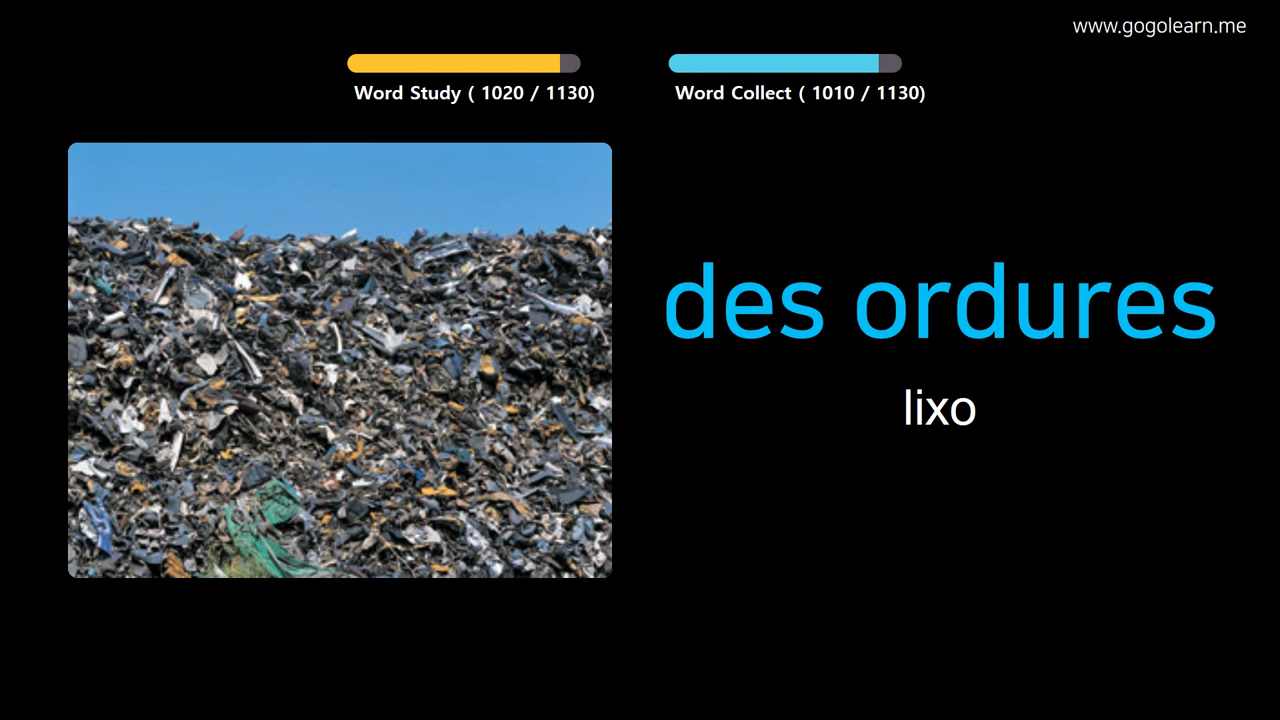 www.gogolearn.me
Word Study ( 1020 / 1130)
Word Collect ( 1010 / 1130)
des ordures
lixo